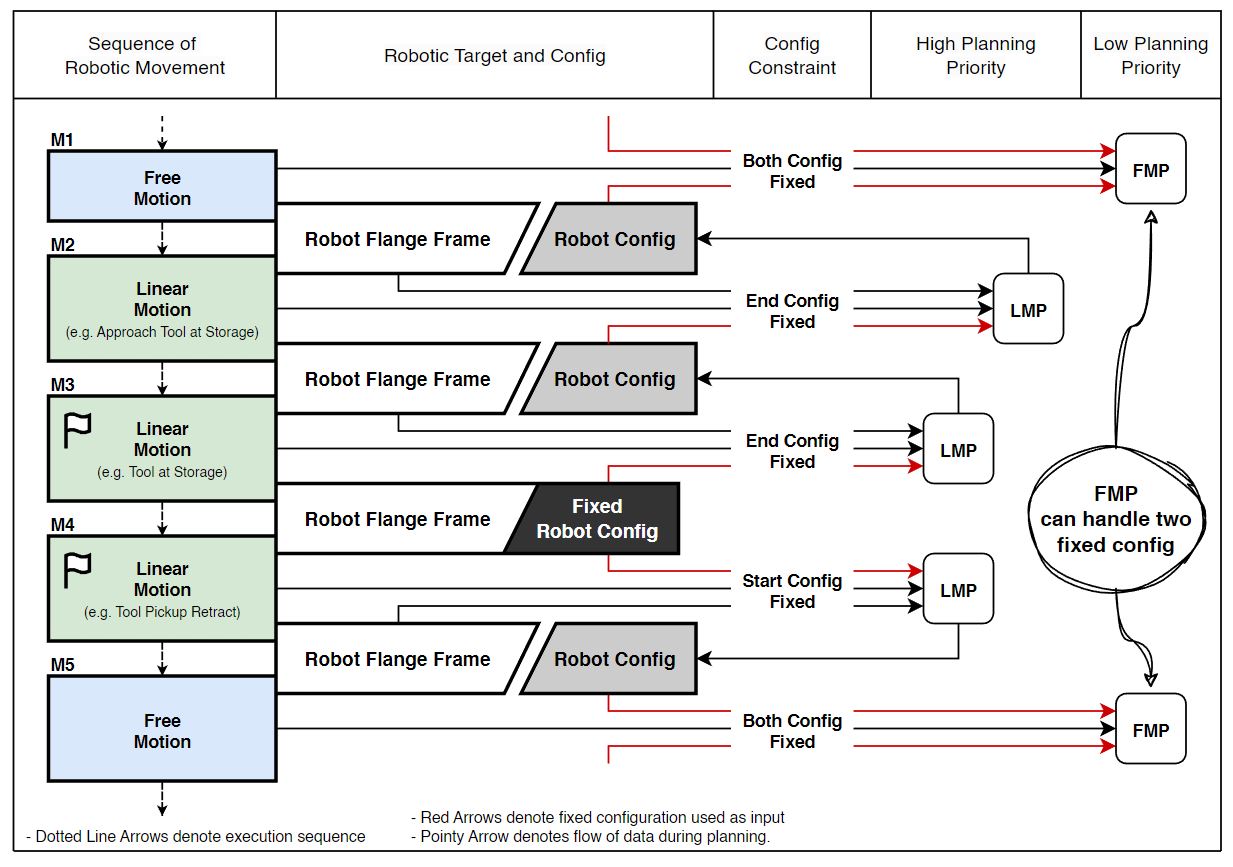 Sequence of
Robotic Movement
Robotic Target and Config
Config
Constraint
High Planning
Priority
Low Planning
Priority
M1
Free
Motion
Both Config
Fixed
FMP
Robot Flange Frame
Robot Config
M2
Linear
Motion
(e.g. Approach Tool at Storage)
End Config
Fixed
LMP
Robot Flange Frame
Robot Config
M3
Linear
Motion
(e.g. Tool at Storage)
End Config
Fixed
LMP
Robot Flange Frame
Fixed
Robot Config
FMP
can handle two
fixed config
M4
Linear
Motion
(e.g. Tool Pickup Retract)
Start Config
Fixed
LMP
Robot Flange Frame
Robot Config
M5
Free
Motion
Both Config
Fixed
FMP
- Dotted Line Arrows denote execution sequence
- Red Arrows denote fixed configuration used as input
- Pointy Arrow denotes flow of data during planning.